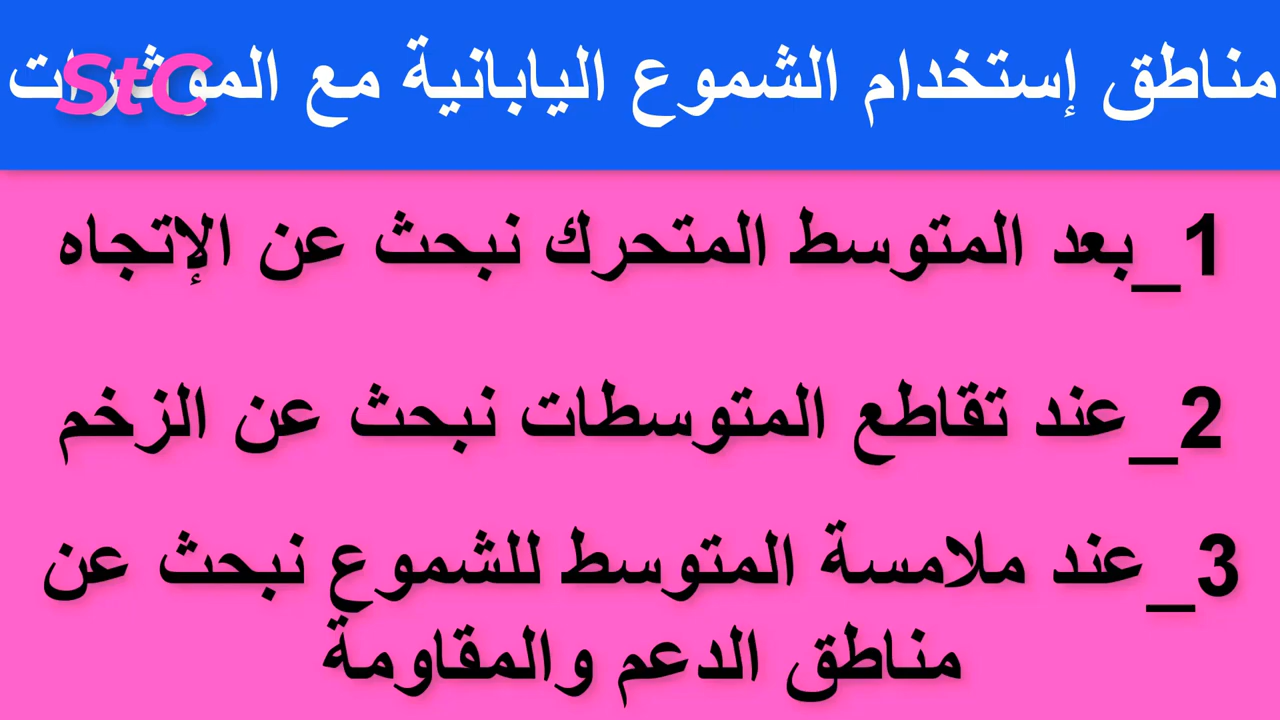 مناطق إستخدام الشموع اليابانية مع الموثرات
StC
1_بعد المتوسط المتحرك نبحث عن الإتجاه
2_عند تقاطع المتوسطات نبحث عن الزخم
3_عند ملامسة المتوسط للشموع نبحث عن
مناطق الدعم والمقاومة